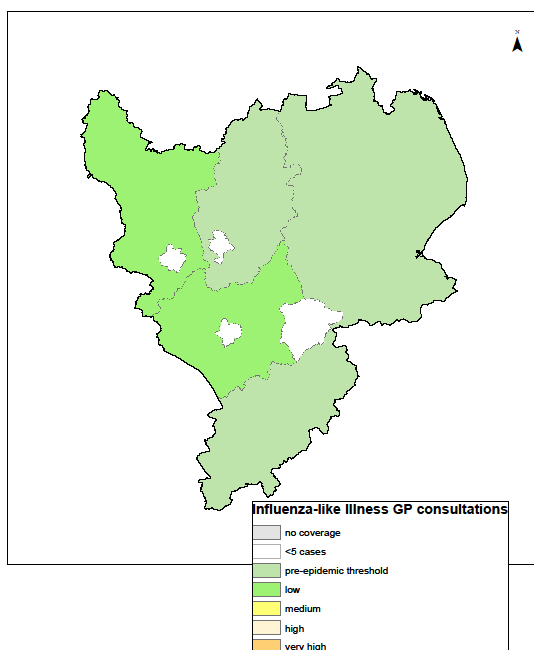 N
Influenza-like Illness GP consultations
no coverage
<5 cases
pre-epidemic threshold
low
medium
high
very high